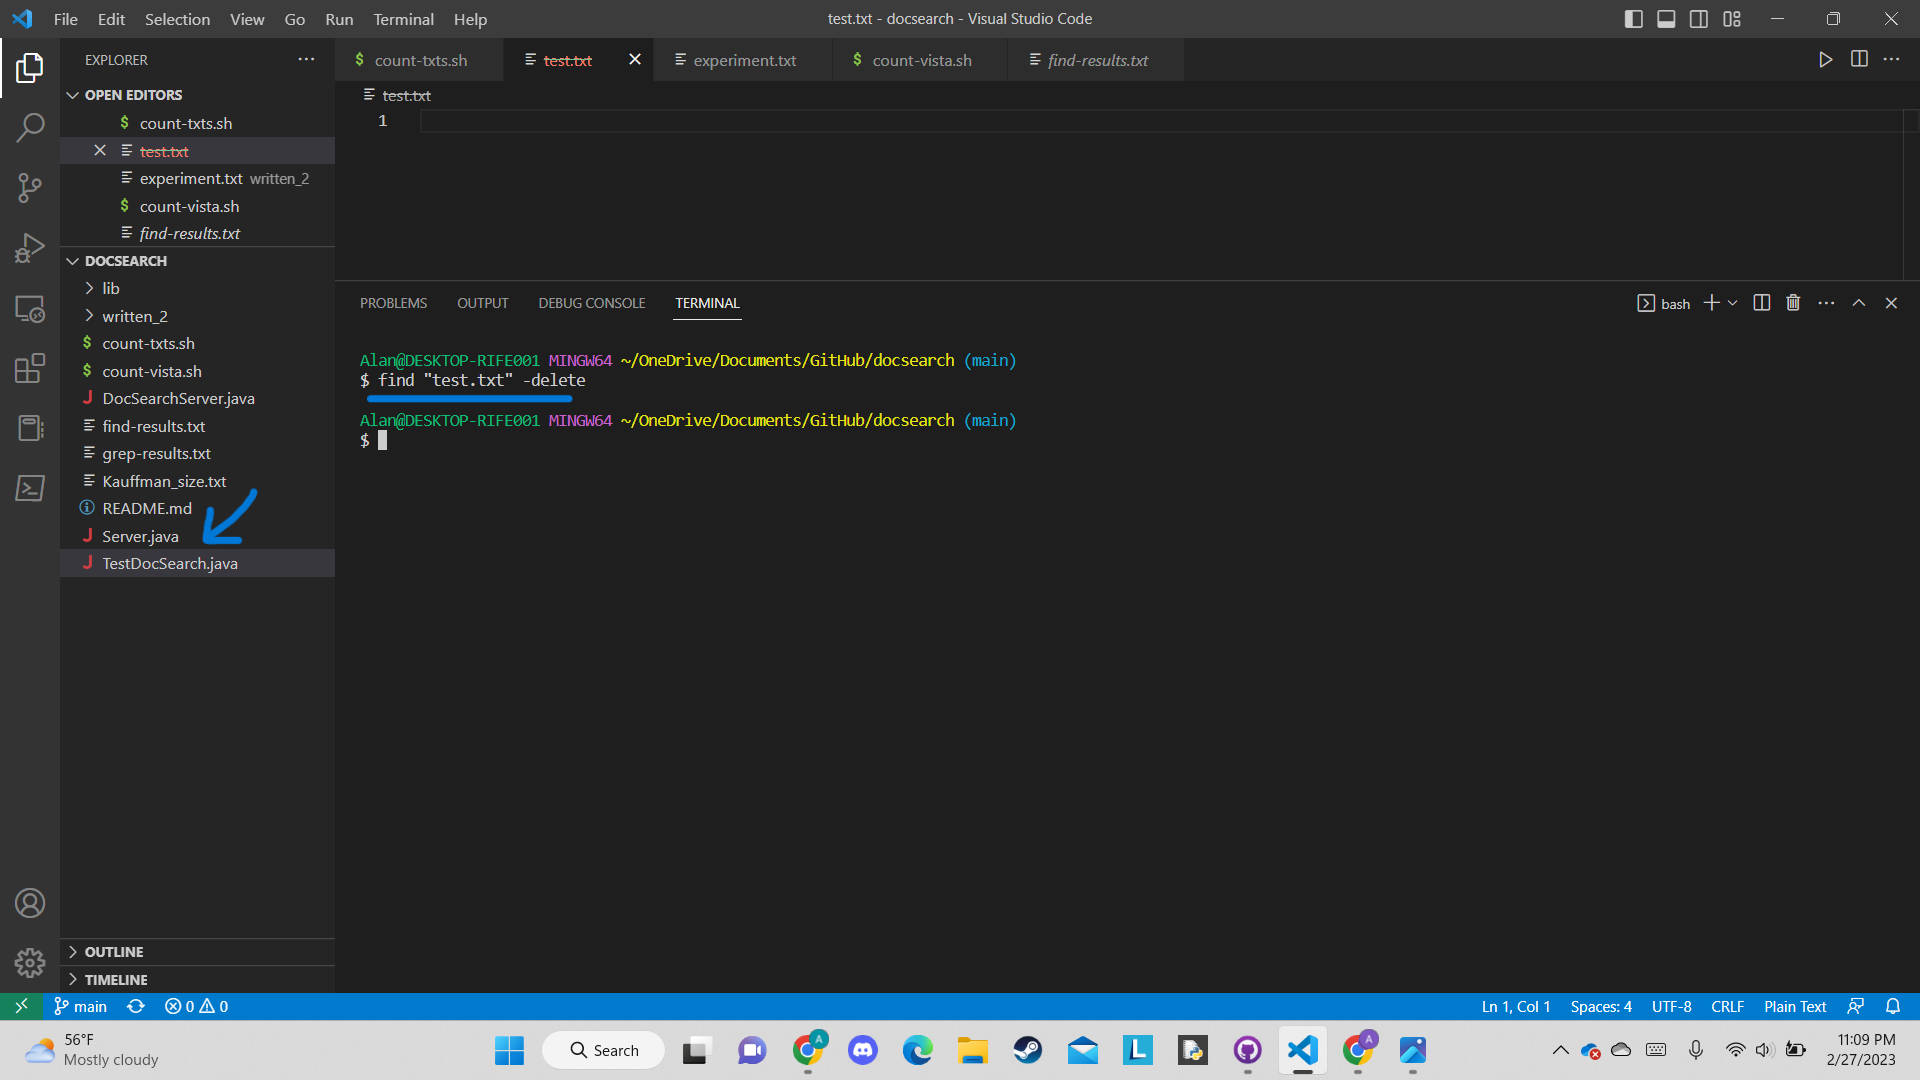 File Edit Selection View Go Run Terminal Help
test.txt - docsearch - Visual Studio Code
EXPLORER
OPEN EDITORS
$ count-txts.sh
test.txt
experiment.txt written_2
$ count-vista.sh
find-results.txt
DOCSEARCH
lib
written_2
$ count-txts.sh
$ count-vista.sh
J DocSearchServer.java
find-results.txt
grep-results.txt
Kauffman_size.txt
README.md
J Server.java
J TestDocSearch.java
OUTLINE
TIMELINE
$ count-txts.sh test.txt experiment.txt $ count-vista.sh find-results.txt
test.txt
1
PROBLEMS OUTPUT DEBUG CONSOLE TERMINAL
bash
Alan@DESKTOP-RIFE001 MINGW64 ~/OneDrive/Documents/GitHub/docsearch (main)
$ find "test.txt" -delete
Alan@DESKTOP-RIFE001 MINGW64 ~/OneDrive/Documents/GitHub/docsearch (main)
$
main 0 0
Ln 1, Col 1 Spaces: 4 UTF-8 CRLF Plain Text
56°F
Mostly cloudy
Search
A
L
A
11:09 PM
2/27/2023